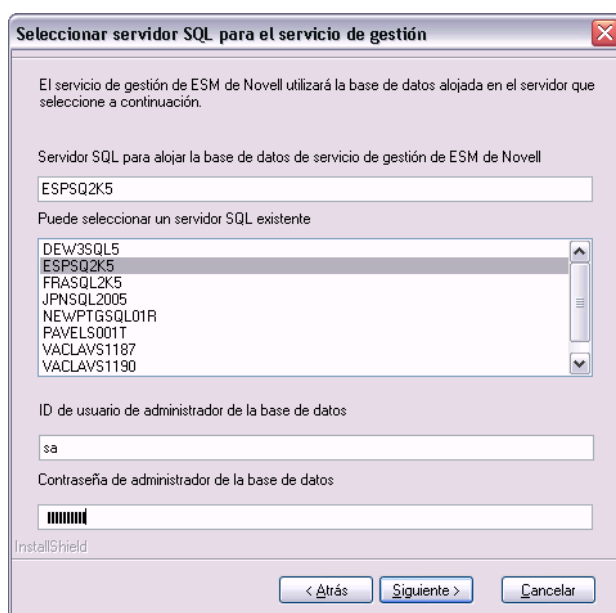 Seleccionar servidor SQL para el servicio de gestión
El servicio de gestión de ESM de Novell utilizará la base de datos alojada en el servidor que
seleccione a continuación.
Servidor SQL para alojar la base de datos de servicio de gestión de ESM de Novell
ESPSQ2K5
Puede seleccionar un servidor SQL existente
DEW3SQL5
ESPSQ2K5
FRASQL2K5
JPNSQL2005
NEWPTGSQL01R
PAVELS001T
VACLAVS1187
VACLAVS1190
ID de usuario de administrador de la base de datos
sa
Contraseña de administrador de la base de datos
InstallShield
< Atrás
Siguiente >
Cancelar